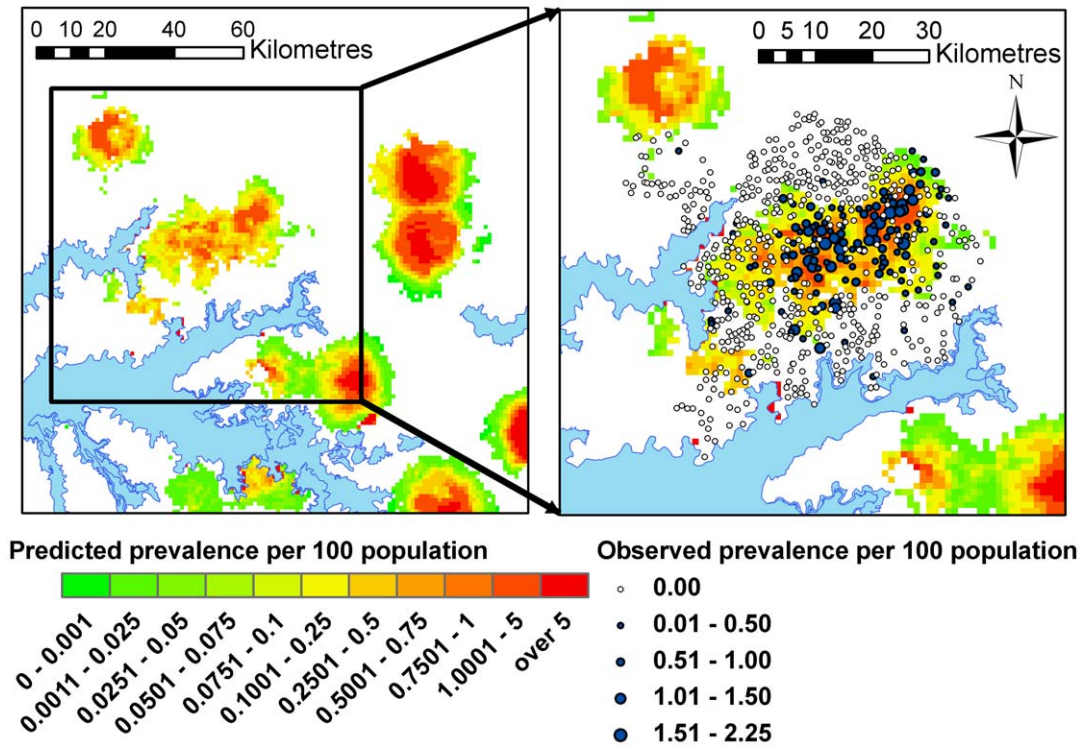 0 10 20 40 60
Kilometres
0 5 10 20 30
Kilometres
N
Predicted prevalence per 100 population
0 - 0.001
0.0011 - 0.025
0.0251 - 0.05
0.0501 - 0.075
0.0751 - 0.1
0.1001 - 0.25
0.2501 - 0.5
0.5001 - 0.75
0.7501 - 1
1.0001 - 5
over 5
Observed prevalence per 100 population
0.00
0.01 - 0.50
0.51 - 1.00
1.01 - 1.50
1.51 - 2.25